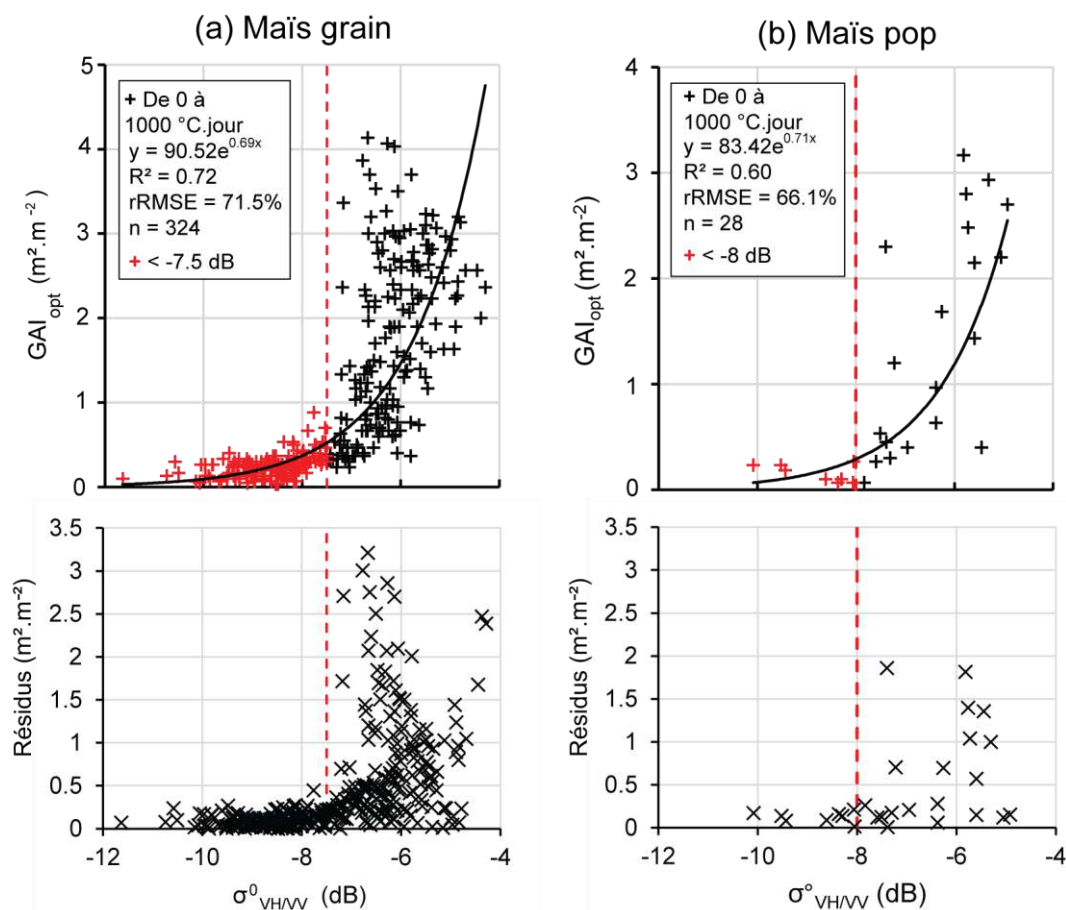 (a) Maïs grain
(b) Maïs pop
5
4
3
2
1
0
GAIopt (m².m⁻²)
+ De 0 à
1000 °C.jour
y = 90.52e^0.69x
R² = 0.72
rRMSE = 71.5%
n = 324
+ < -7.5 dB
4
3
2
1
0
GAIopt (m².m⁻²)
+ De 0 à
1000 °C.jour
y = 83.42e^0.71x
R² = 0.60
rRMSE = 66.1%
n = 28
+ < -8 dB
3.5
3
2.5
2
1.5
1
0.5
0
Résidus (m².m⁻²)
-12 -10 -8 -6 -4
σ⁰VH/VV (dB)
3.5
3
2.5
2
1.5
1
0.5
0
Résidus (m².m⁻²)
-12 -10 -8 -6 -4
σ°VH/VV (dB)